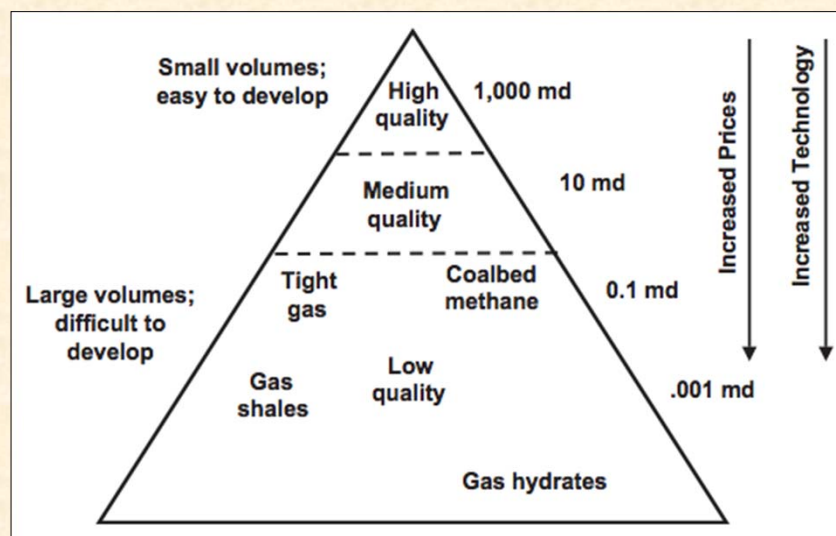 Small volumes;
easy to develop
High
quality
1,000 md
Medium
quality
10 md
Large volumes;
difficult to
develop
Tight
gas
Coalbed
methane
0.1 md
Gas
shales
Low
quality
.001 md
Gas hydrates
Increased Prices
Increased Technology